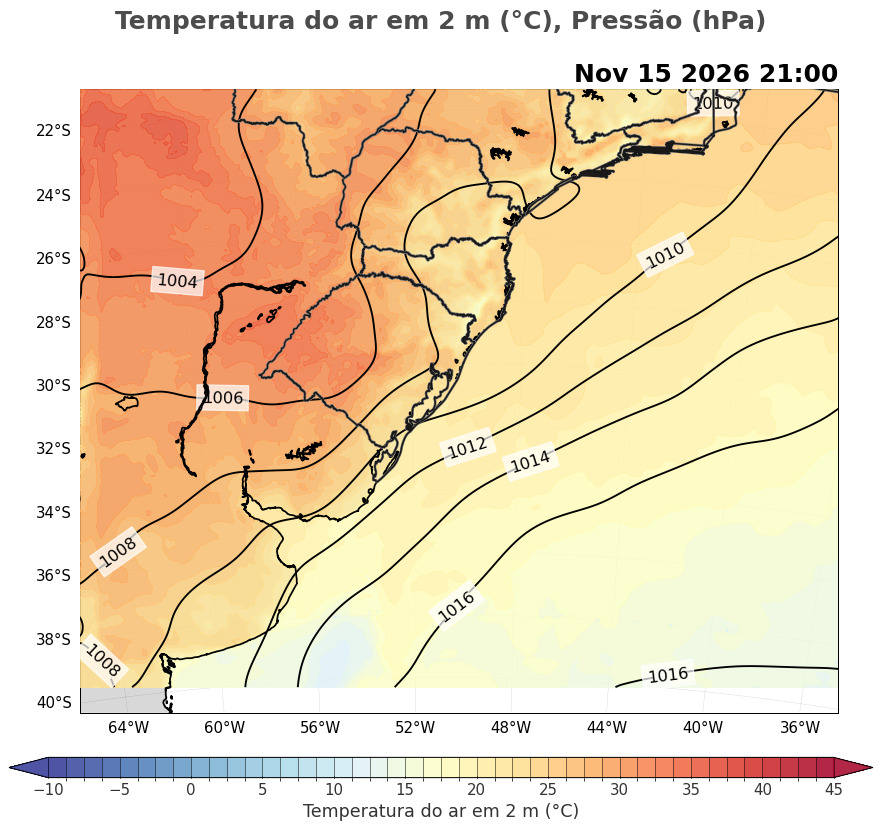 Temperatura do ar em 2 m (°C), Pressão (hPa)
Nov 15 2026 21:00
1010
22°S
24°S
26°S
28°S
30°S
32°S
34°S
36°S
38°S
40°S
1010
1004
1006
1012
1014
1008
1016
1008
1016
64°W 60°W 56°W 52°W 48°W 44°W 40°W 36°W
−10 −5 0 5 10 15 20 25 30 35 40 45
Temperatura do ar em 2 m (°C)